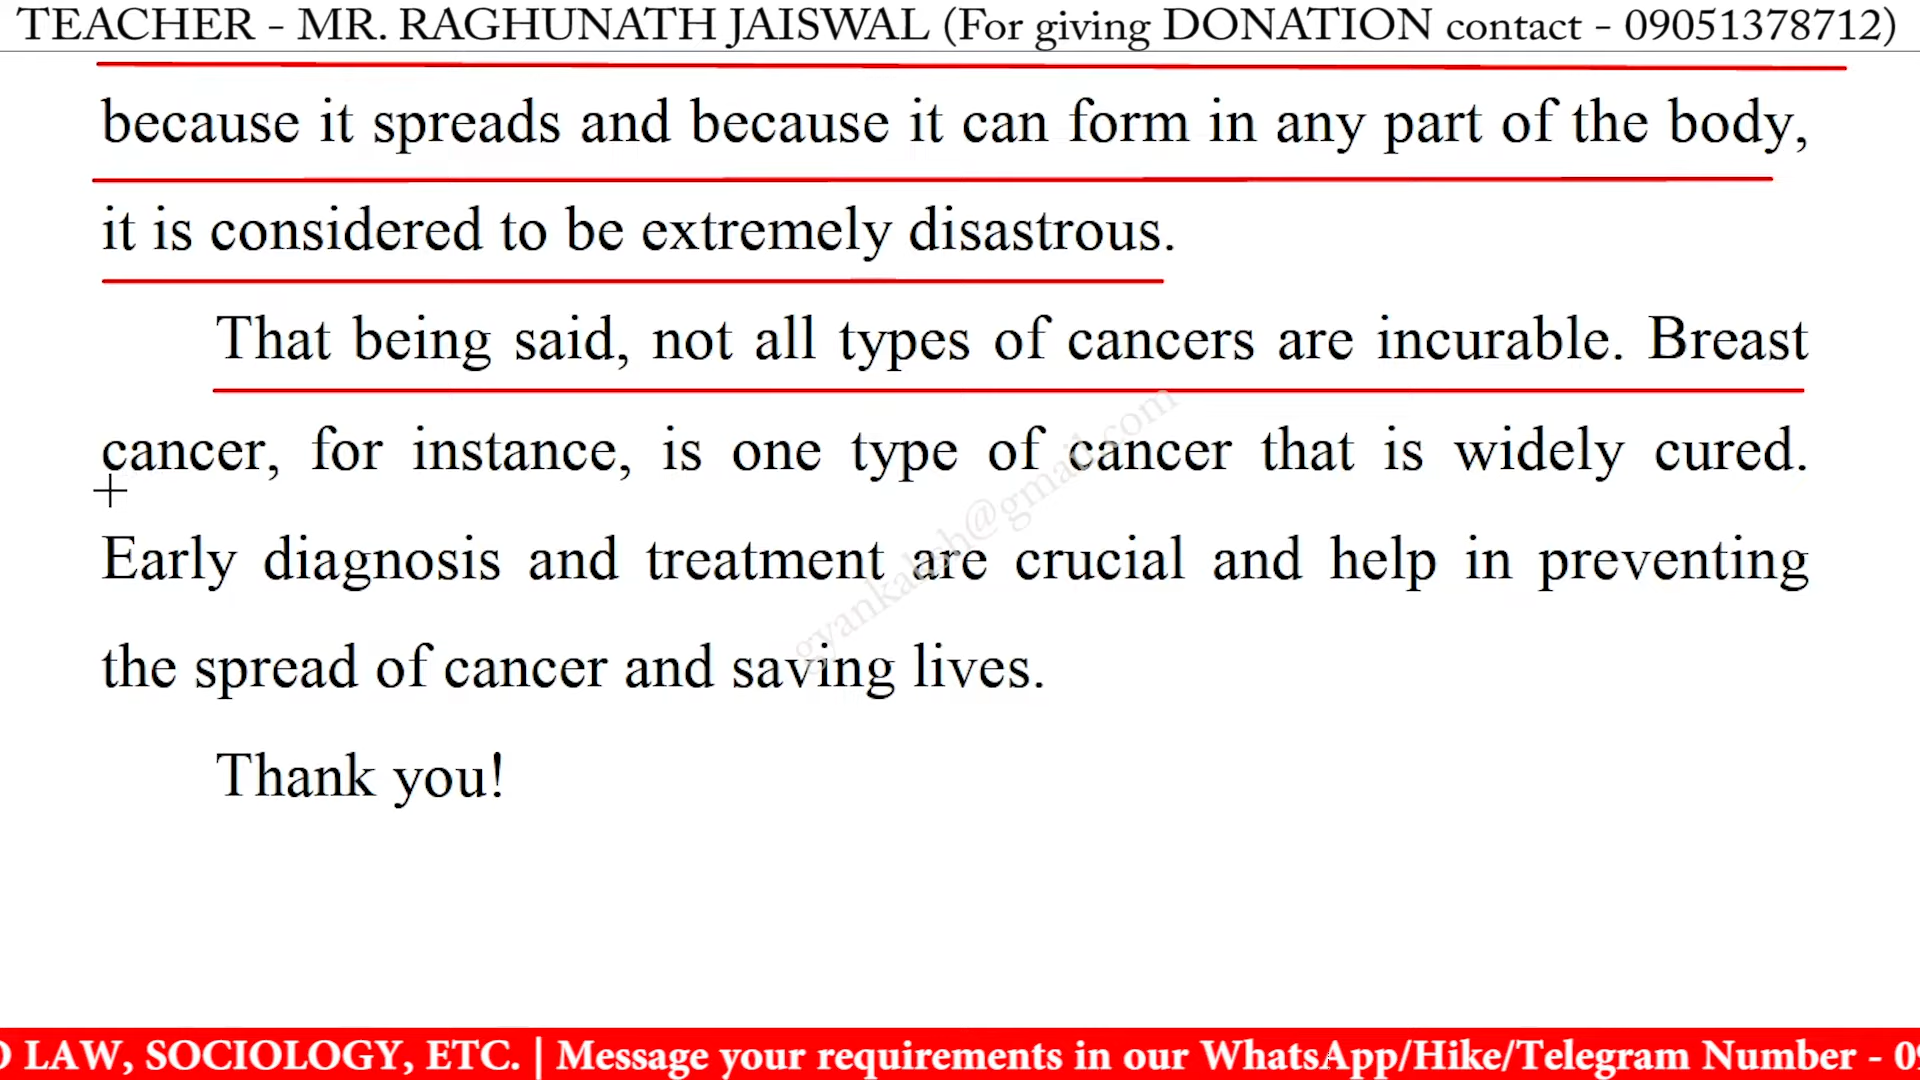 TEACHER - MR. RAGHUNATH JAISWAL (For giving DONATION contact - 09051378712)
because it spreads and because it can form in any part of the body,
it is considered to be extremely disastrous.
That being said, not all types of cancers are incurable. Breast
cancer, for instance, is one type of cancer that is widely cured.
Early diagnosis and treatment are crucial and help in preventing
the spread of cancer and saving lives.
Thank you!
gyankalash@gmail.com
LAW, SOCIOLOGY, ETC. | Message your requirements in our WhatsApp/Hike/Telegram Number - 0